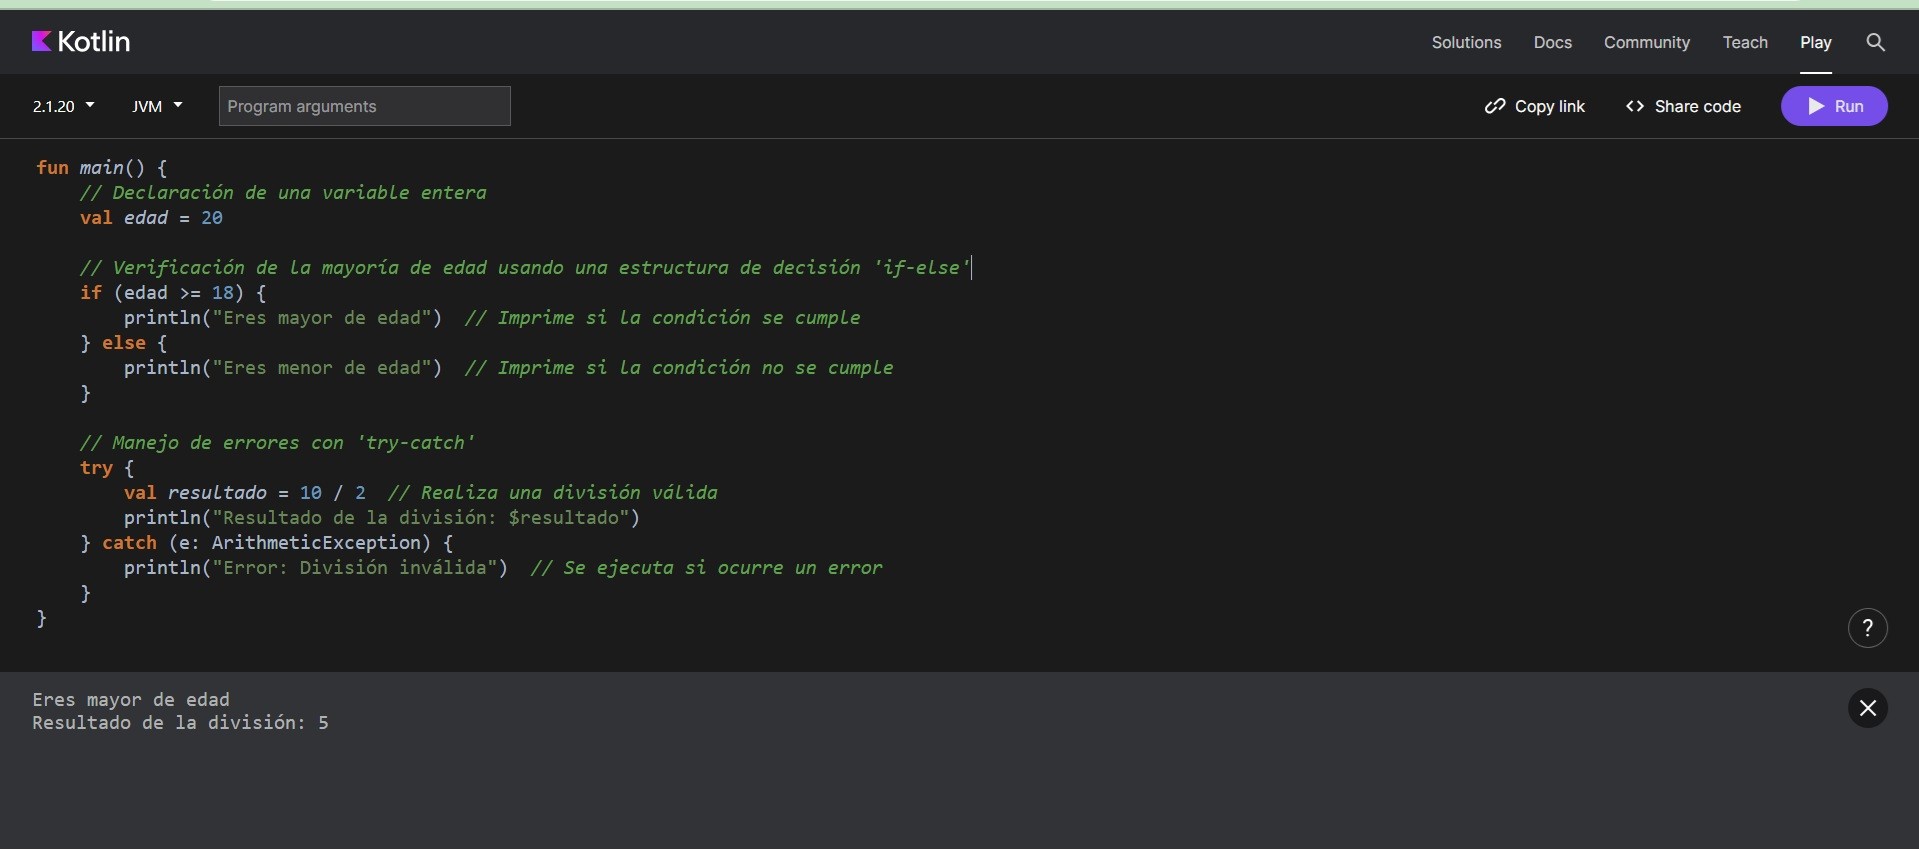 Kotlin
Solutions Docs Community Teach Play
2.1.20 JVM Program arguments Copy link <> Share code Run
fun main() {
    // Declaración de una variable entera
    val edad = 20

    // Verificación de la mayoría de edad usando una estructura de decisión 'if-else'
    if (edad >= 18) {
        println("Eres mayor de edad")  // Imprime si la condición se cumple
    } else {
        println("Eres menor de edad")  // Imprime si la condición no se cumple
    }

    // Manejo de errores con 'try-catch'
    try {
        val resultado = 10 / 2  // Realiza una división válida
        println("Resultado de la división: $resultado")
    } catch (e: ArithmeticException) {
        println("Error: División inválida")  // Se ejecuta si ocurre un error
    }
}
?
Eres mayor de edad
Resultado de la división: 5